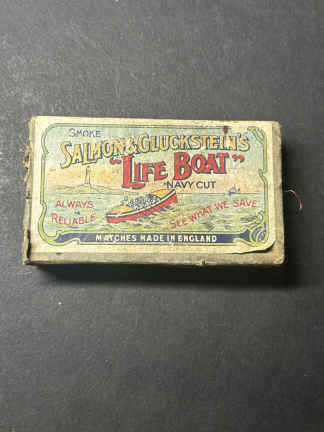 SMOKE
SALMON & GLUCKSTEIN'S
"LIFE BOAT"
NAVY CUT
ALWAYS
RELIABLE
SEE WHAT WE SAVE
MATCHES MADE IN ENGLAND